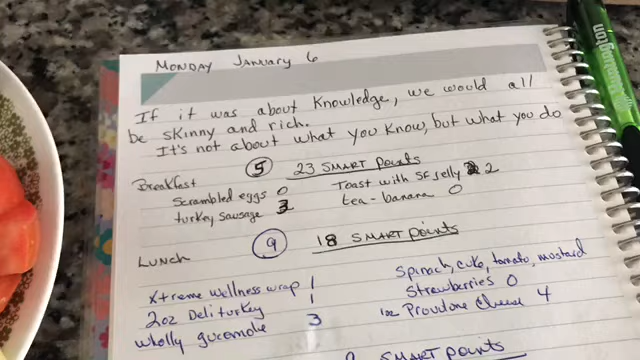 Monday January 6
If it was about knowledge, we would all
be skinny and rich.
It's not about what you know, but what you do
5 23 Smart points
Breakfast
Scrambled eggs 0 Toast with SF Jelly 2
turkey sausage 3 tea - banana 0
9 18 Smart points
Lunch
Xtreme wellness wrap 1 Spinach, cuke, tomato, mustard
2oz Deli turkey 1 Strawberries 0
wholly guacmole 3 1oz Provolone cheese 4
Smart points